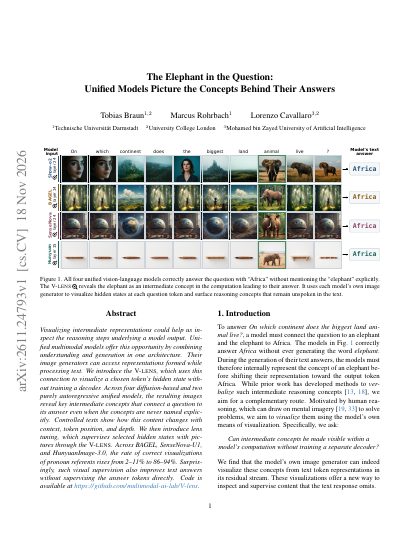 The Elephant in the Question:
Unified Models Picture the Concepts Behind Their Answers
Tobias Braun1,2 Marcus Rohrbach1 Lorenzo Cavallaro3,2
1Technische Universität Darmstadt 2University College London 3Mohamed bin Zayed University of Artificial Intelligence
Model input On which continent does the biggest land animal live ? Model's text answer
Africa
BAGEL
Africa
Africa
Africa
Figure 1. All four unified vision-language models correctly answer the question with "Africa" without mentioning the "elephant" explicitly.
The V-LENS reveals the elephant as an intermediate concept in the computation leading to their answer. It uses each model's own image
generator to visualize hidden states at each question token and surface reasoning concepts that remain unspoken in the text.
Abstract
Visualizing intermediate representations could help us in-
spect the reasoning steps underlying a model output. Uni-
fied multimodal models offer this opportunity by combining
understanding and generation in one architecture. Their
image generators can access representations formed while
processing text. We introduce the V-LENS, which uses this
connection to visualize a chosen token's hidden state with-
out training a decoder. Across four diffusion-based and two
purely autoregressive unified models, the resulting images
reveal key intermediate concepts that connect a question to
its answer even when the concepts are never named explic-
itly. Controlled tests show how this content changes with
context, token position, and depth. We then introduce lens
tuning, which supervises selected hidden states with pic-
tures through the V-LENS. Across BAGEL, SenseNova-U1,
and HunyuanImage-3.0, the rate of correct visualizations
of pronoun referents rises from 2–11% to 86–94%. Surpris-
ingly, such visual supervision also improves text answers
without supervising the answer tokens directly. Code is
available at https://github.com/multimodal-ai-lab/V-lens.
1. Introduction
To answer On which continent does the biggest land ani-
mal live?, a model must connect the question to an elephant
and the elephant to Africa. The models in Fig. 1 correctly
answer Africa without ever generating the word elephant.
During the generation of their text answers, the models must
therefore internally represent the concept of an elephant be-
fore shifting their representation toward the output token
Africa. While prior work has developed methods to ver-
balize such intermediate reasoning concepts [13, 18], we
aim for a complementary route. Motivated by human rea-
soning, which can draw on mental imagery [19, 33] to solve
problems, we aim to visualize them using the model's own
means of visualization. Specifically, we ask:
Can intermediate concepts be made visible within a
model's computation without training a separate decoder?
We find that the model's own image generator can indeed
visualize these concepts from text token representations in
its residual stream. These visualizations offer a new way to
inspect and supervise content that the text response omits.
arXiv:2611.24793v1 [cs.CV] 18 Nov 2026
1